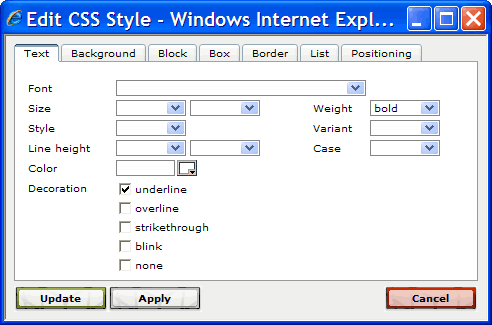 Edit CSS Style - Windows Internet Expl...
Text Background Block Box Border List Positioning
Font
Size Weight bold
Style Variant
Line height Case
Color
Decoration underline
overline
strikethrough
blink
none
Update Apply Cancel